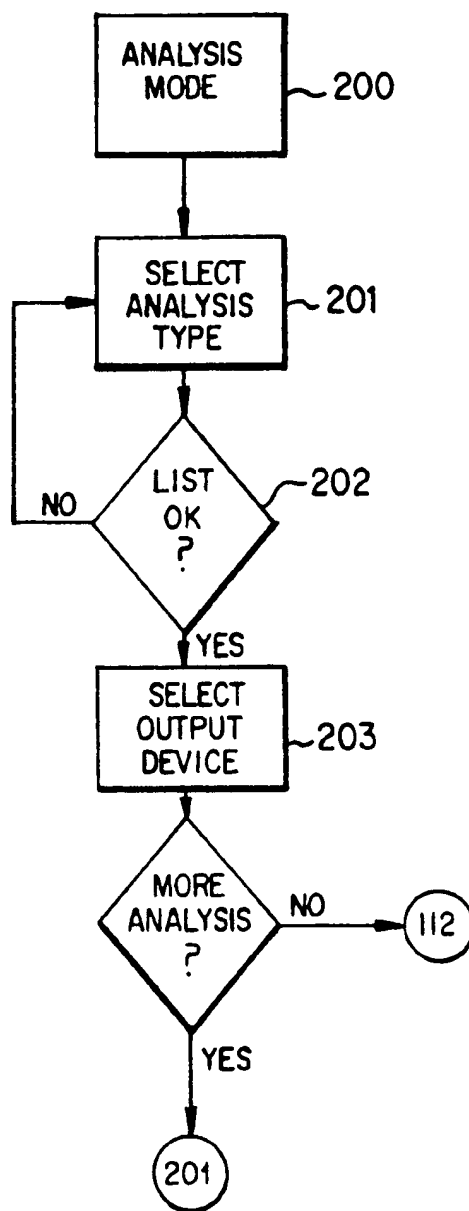 ANALYSIS
MODE
200
SELECT
ANALYSIS
TYPE
201
LIST
OK
?
202
NO
YES
SELECT
OUTPUT
DEVICE
203
MORE
ANALYSIS
?
NO
112
YES
201